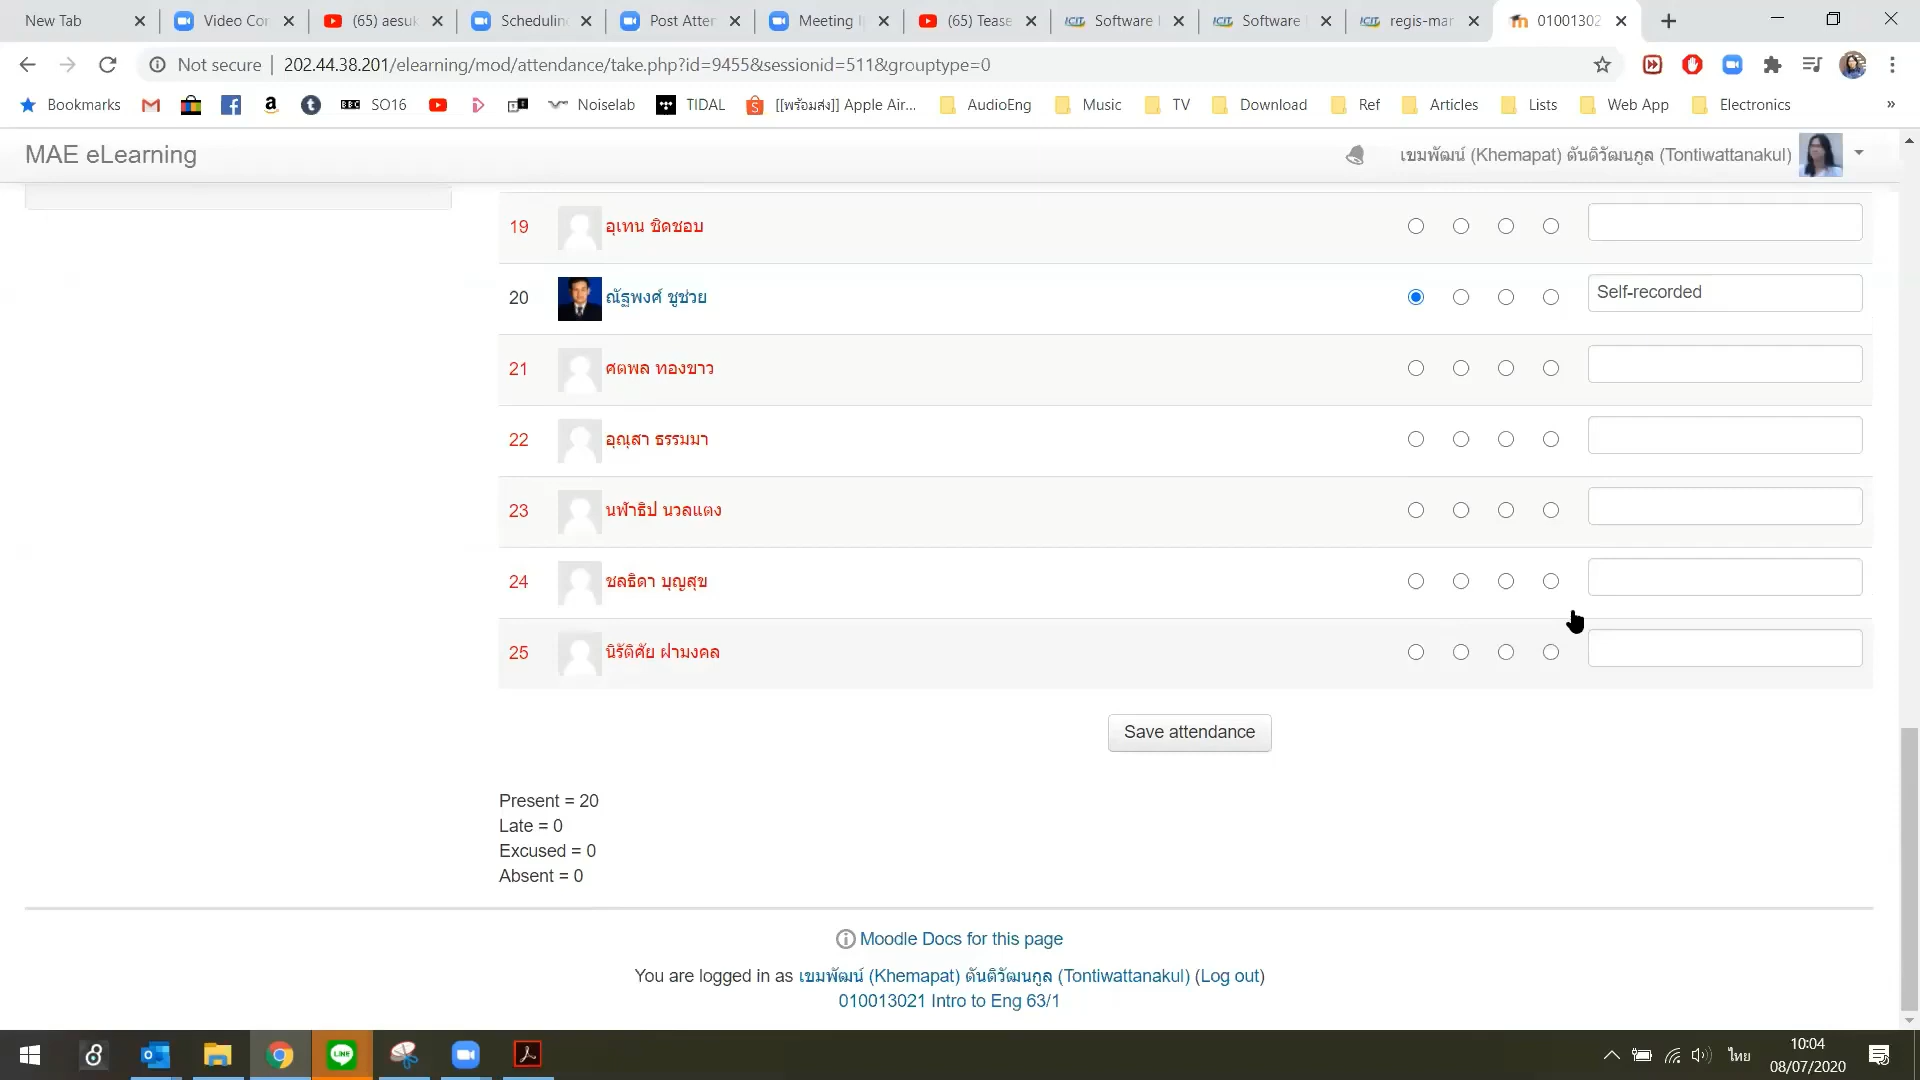 New Tab
Video Co
(65) aesu
Schedulin
Post Atte
Meeting I
(65) Tease
ICIT Software
ICIT Software
ICIT regis-mar
01001302
Not secure | 202.44.38.201/elearning/mod/attendance/take.php?id=9455&sessionid=511&grouptype=0
Bookmarks
BBC SO16
Noiselab
TIDAL
[[พร้อมส่ง]] Apple Air...
AudioEng
Music
TV
Download
Ref
Articles
Lists
Web App
Electronics
»
MAE eLearning
เขมพัฒน์ (Khemapat) ตันติวัฒนกูล (Tontiwattanakul)
19 อุเทน ชิดชอบ
20 ณัฐพงศ์ ชูช่วย Self-recorded
21 ศตพล ทองขาว
22 อุณุสา ธรรมมา
23 นฬาธิป นวลแตง
24 ชลธิดา บุญสุข
25 นิรัติศัย ฝามงคล
Save attendance
Present = 20
Late = 0
Excused = 0
Absent = 0
Moodle Docs for this page
You are logged in as เขมพัฒน์ (Khemapat) ตันติวัฒนกูล (Tontiwattanakul) (Log out)
010013021 Intro to Eng 63/1
LINE
ไทย
10:04
08/07/2020